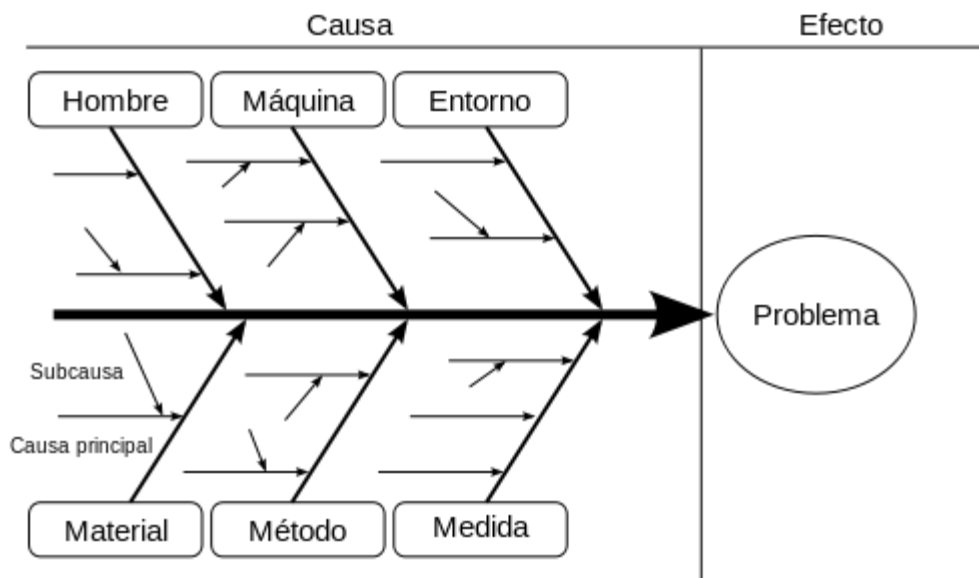 Causa
Efecto
Hombre
Máquina
Entorno
Problema
Subcausa
Causa principal
Material
Método
Medida